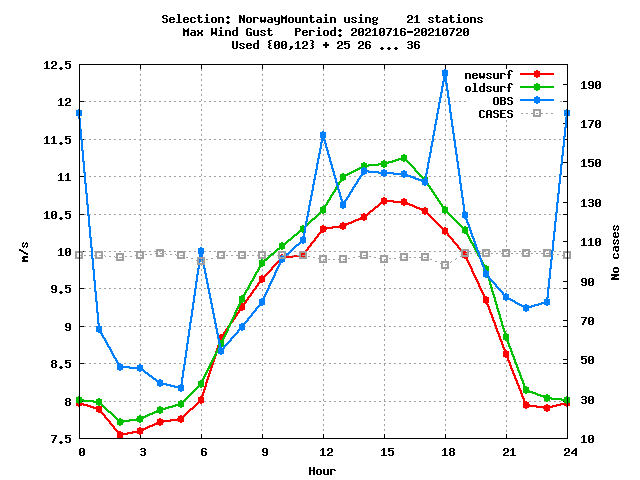 Selection: NorwayMountain using    21 stations
Max Wind Gust   Period: 20210716-20210720
Used {00,12} + 25 26 ... 36
newsurf
oldsurf
OBS
CASES
12.5
12
11.5
11
10.5
10
9.5
9
8.5
8
7.5
m/s
190
170
150
130
110
90
70
50
30
10
No cases
0 3 6 9 12 15 18 21 24
Hour